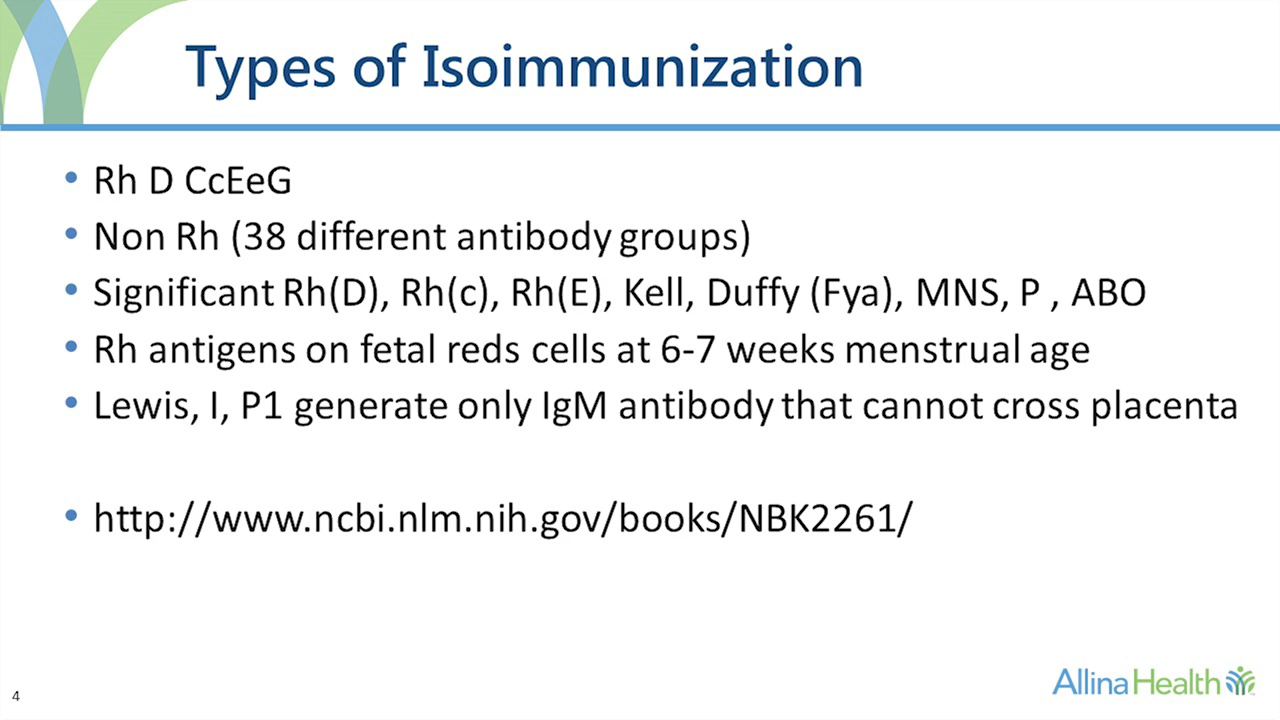 Types of Isoimmunization
• Rh D CcEeG
• Non Rh (38 different antibody groups)
• Significant Rh(D), Rh(c), Rh(E), Kell, Duffy (Fya), MNS, P , ABO
• Rh antigens on fetal reds cells at 6-7 weeks menstrual age
• Lewis, I, P1 generate only IgM antibody that cannot cross placenta
• http://www.ncbi.nlm.nih.gov/books/NBK2261/
4
Allina Health